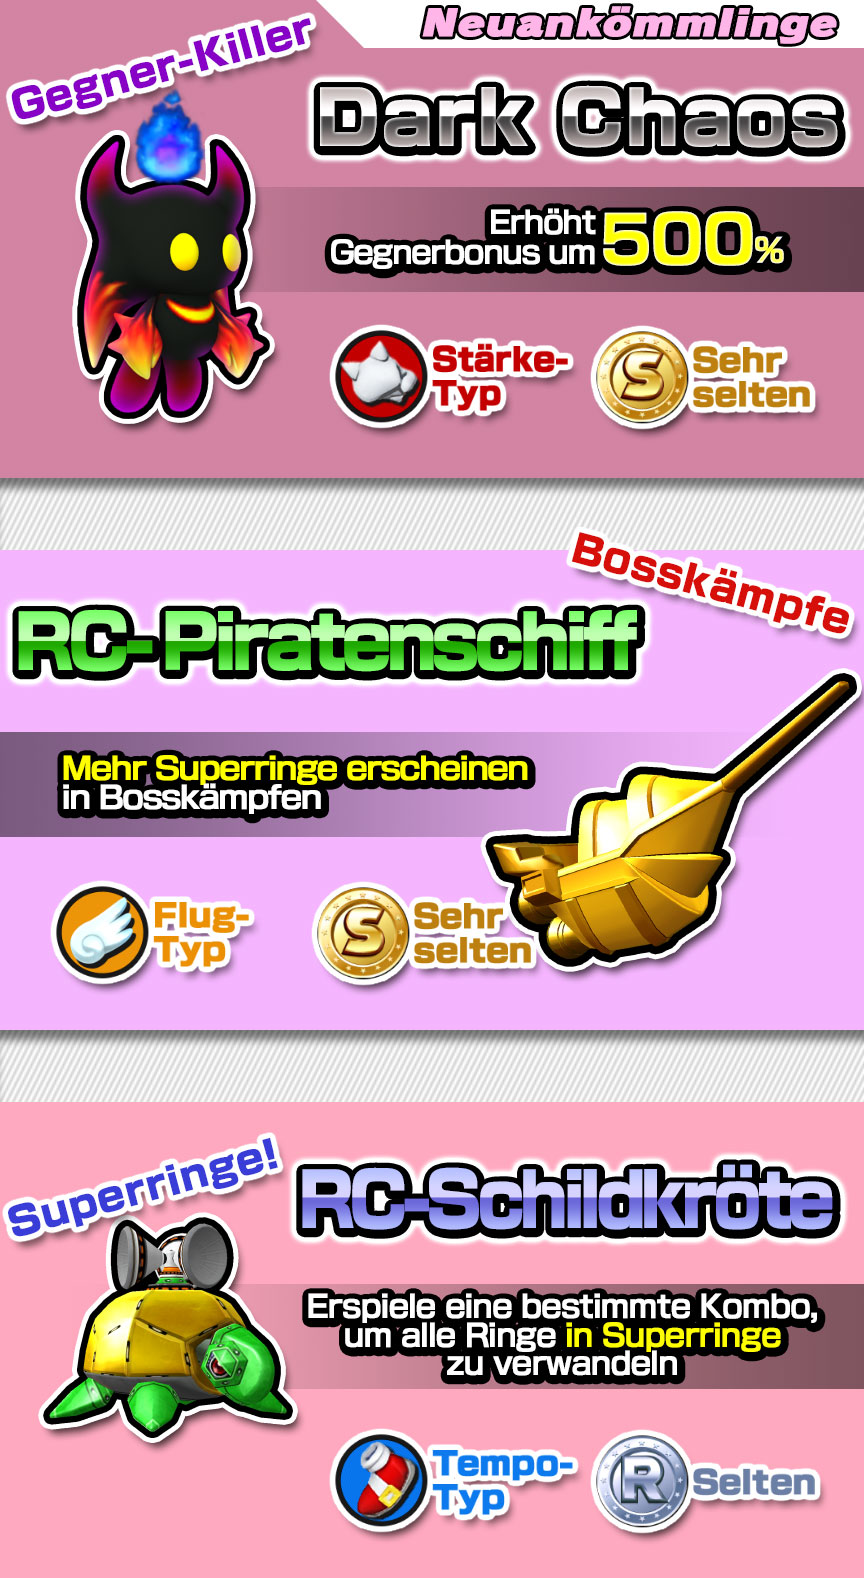 Neuankömmlinge
Gegner-Killer
Dark Chaos
Erhöht
Gegnerbonus um 500%
Stärke-
Typ
S
Sehr
selten
Bosskämpfe
RC-Piratenschiff
Mehr Superringe erscheinen
in Bosskämpfen
Flug-
Typ
S
Sehr
selten
Superringe!
RC-Schildkröte
Erspiele eine bestimmte Kombo,
um alle Ringe in Superringe
zu verwandeln
Tempo-
Typ
R
Selten